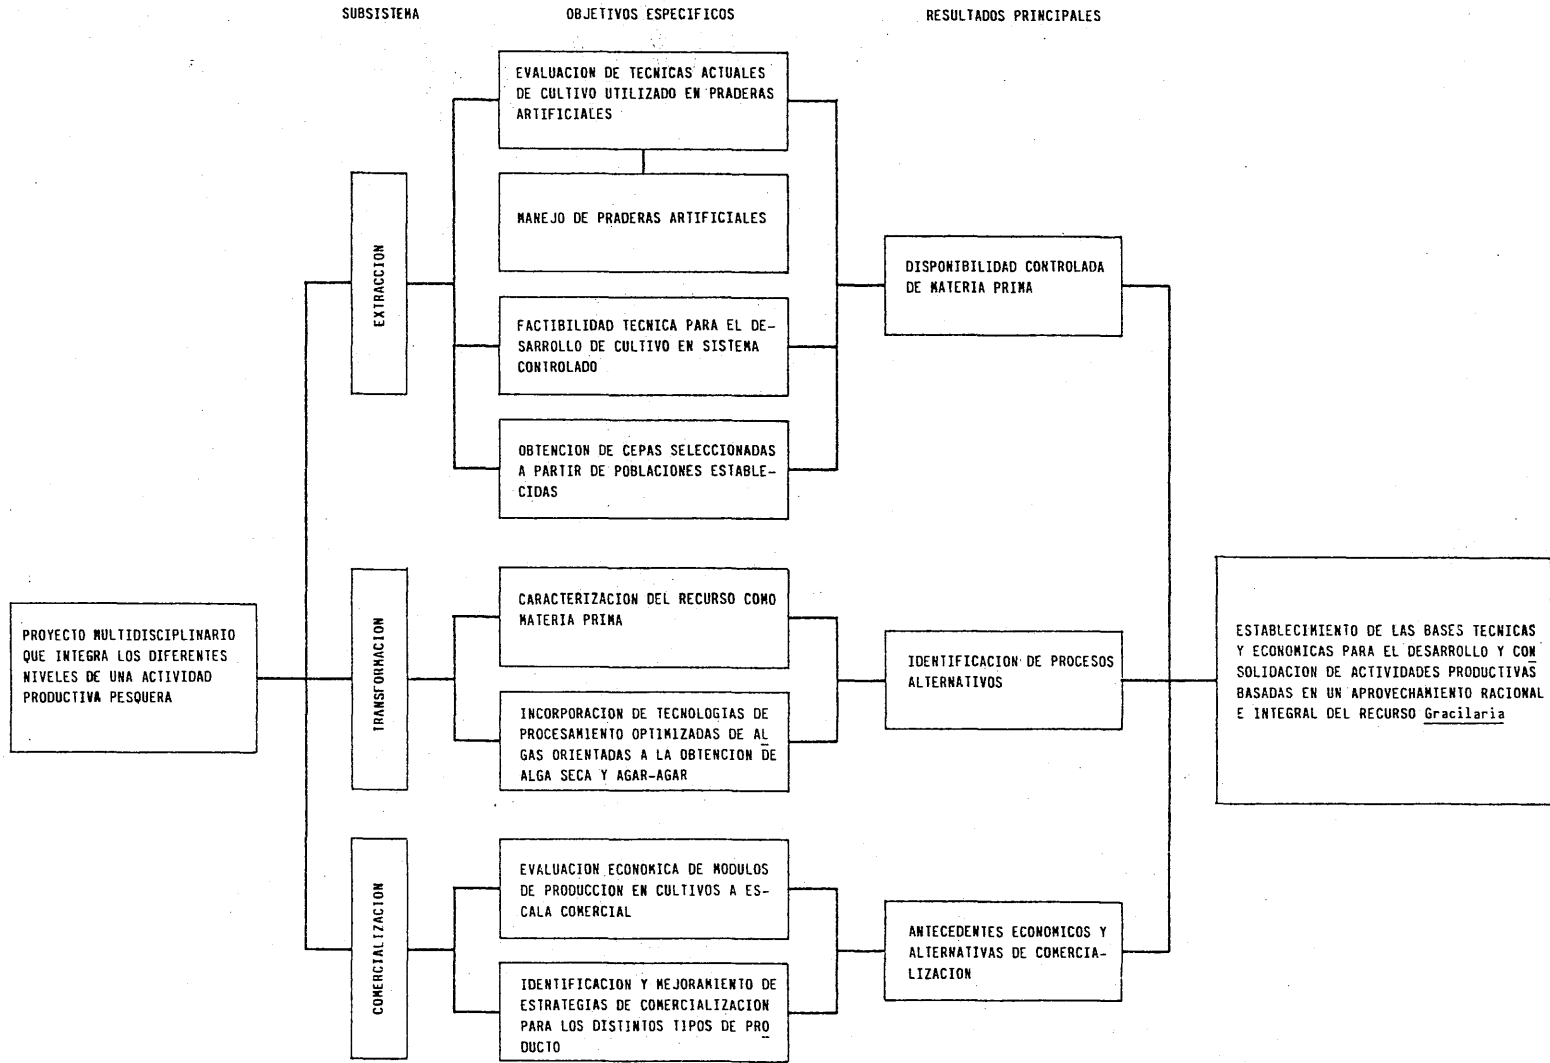 SUBSISTEMA
OBJETIVOS ESPECIFICOS
RESULTADOS PRINCIPALES
PROYECTO MULTIDISCIPLINARIO
QUE INTEGRA LOS DIFERENTES
NIVELES DE UNA ACTIVIDAD
PRODUCTIVA PESQUERA
EXTRACCION
EVALUACION DE TECNICAS ACTUALES
DE CULTIVO UTILIZADO EN PRADERAS
ARTIFICIALES
MANEJO DE PRADERAS ARTIFICIALES
FACTIBILIDAD TECNICA PARA EL DE-
SARROLLO DE CULTIVO EN SISTEMA
CONTROLADO
OBTENCION DE CEPAS SELECCIONADAS
A PARTIR DE POBLACIONES ESTABLE-
CIDAS
DISPONIBILIDAD CONTROLADA
DE MATERIA PRIMA
TRANSFORMACION
CARACTERIZACION DEL RECURSO COMO
MATERIA PRIMA
INCORPORACION DE TECNOLOGIAS DE
PROCESAMIENTO OPTIMIZADAS DE AL
GAS ORIENTADAS A LA OBTENCION DE
ALGA SECA Y AGAR-AGAR
IDENTIFICACION DE PROCESOS
ALTERNATIVOS
COMERCIALIZACION
EVALUACION ECONOMICA DE MODULOS
DE PRODUCCION EN CULTIVOS A ES-
CALA COMERCIAL
IDENTIFICACION Y MEJORAMIENTO DE
ESTRATEGIAS DE COMERCIALIZACION
PARA LOS DISTINTOS TIPOS DE PRO
DUCTO
ANTECEDENTES ECONOMICOS Y
ALTERNATIVAS DE COMERCIA-
LIZACION
ESTABLECIMIENTO DE LAS BASES TECNICAS
Y ECONOMICAS PARA EL DESARROLLO Y CON
SOLIDACION DE ACTIVIDADES PRODUCTIVAS
BASADAS EN UN APROVECHAMIENTO RACIONAL
E INTEGRAL DEL RECURSO Gracilaria